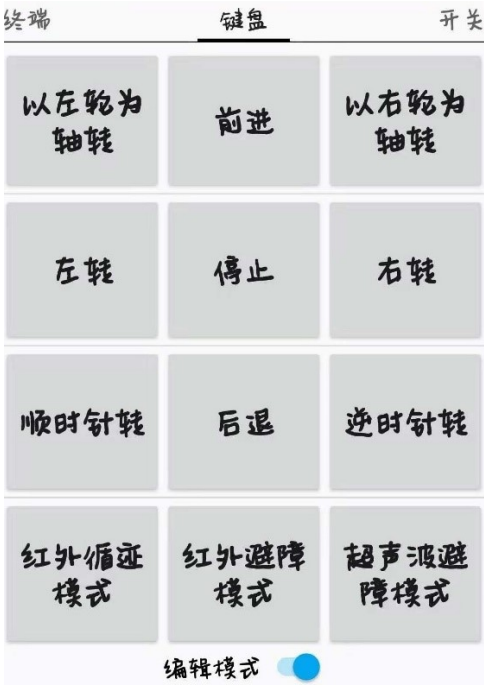 终端 键盘 开关
以左轮为 前进 以右轮为
轴转 轴转
左转 停止 右转
顺时针转 后退 逆时针转
红外循迹 红外避障 超声波避
模式 模式 障模式
编辑模式